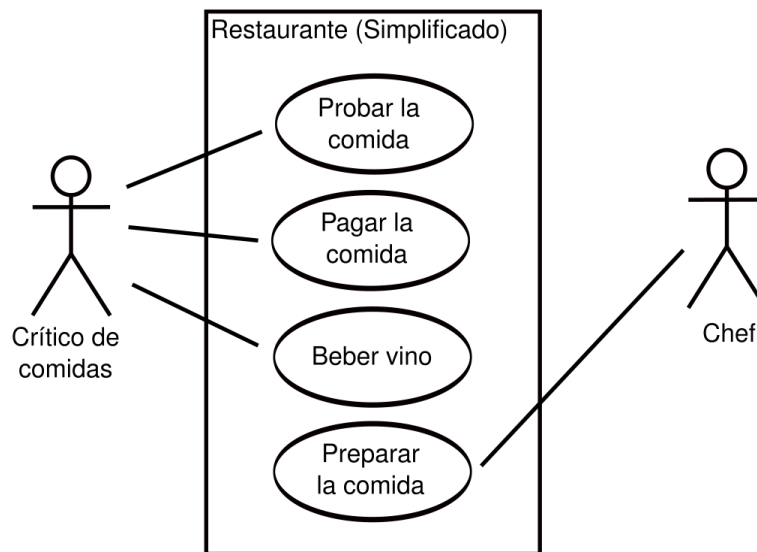 Restaurante (Simplificado)
Probar la
comida
Pagar la
comida
Beber vino
Preparar
la comida
Crítico de
comidas
Chef